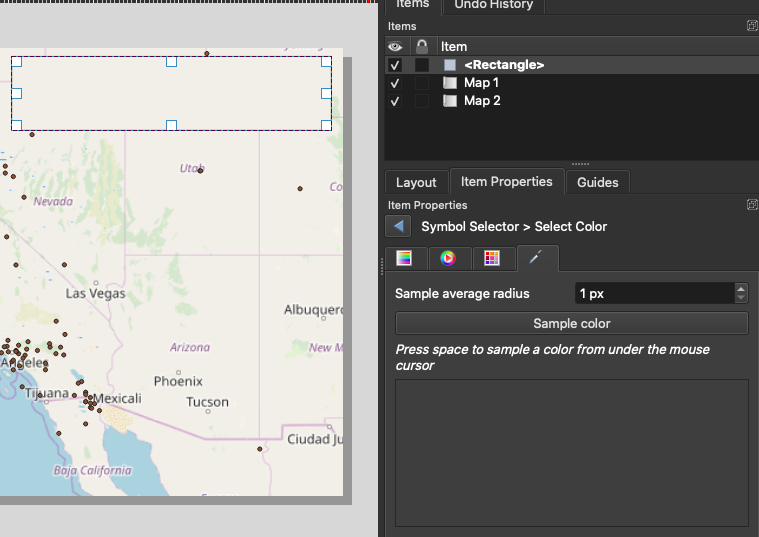 Items
Undo History
Items
Item
<Rectangle>
Map 1
Map 2
Layout
Item Properties
Guides
Item Properties
Symbol Selector > Select Color
Sample average radius
1 px
Sample color
Press space to sample a color from under the mouse
cursor
Utah
Co
Nevada
Las Vegas
Albuquerq
Arizona
New M
Angeles
Phoenix
Tijuana
Mexicali
Tucson
Ciudad Ju
Baja California